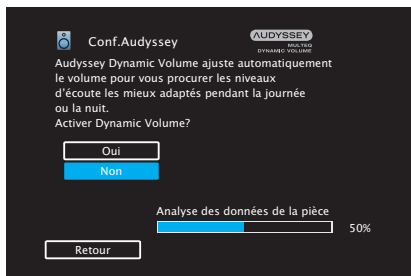 Conf.Audyssey
AUDYSSEY
MULTEQ
DYNAMIC VOLUME
Audyssey Dynamic Volume ajuste automatiquement
le volume pour vous procurer les niveaux
d'écoute les mieux adaptés pendant la journée
ou la nuit.
Activer Dynamic Volume?
Oui
Non
Analyse des données de la pièce
50%
Retour